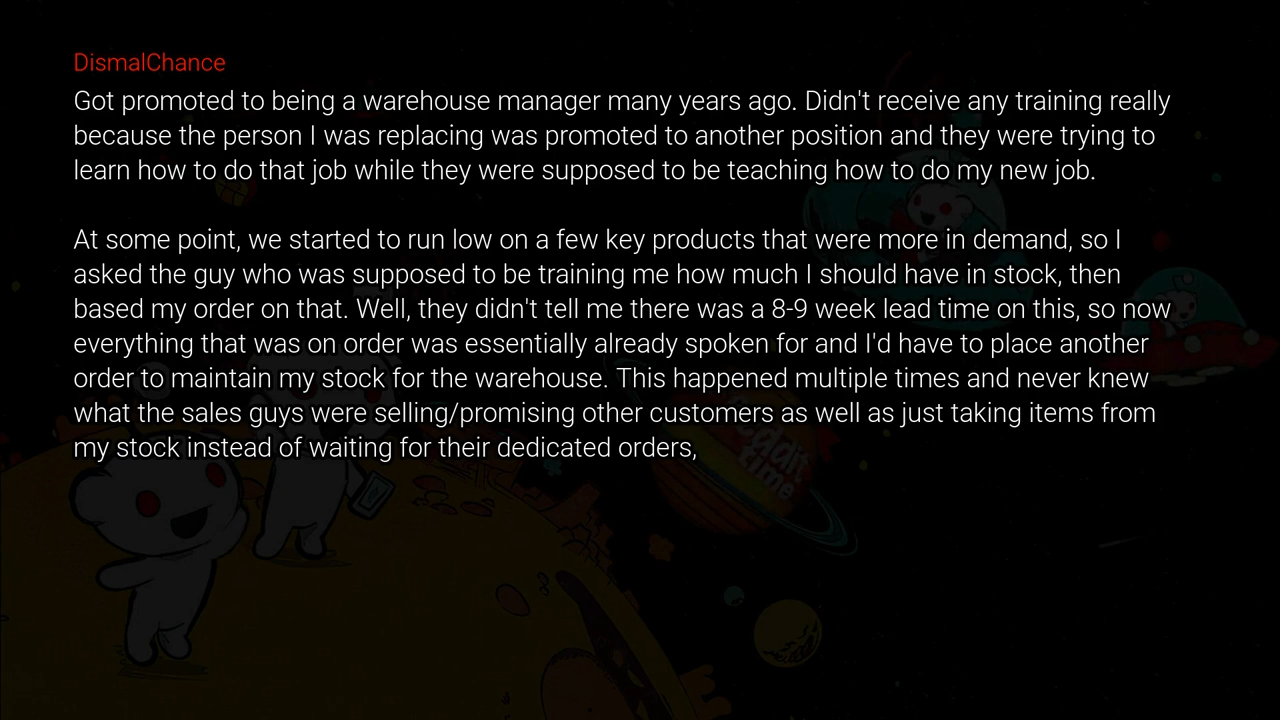 DismalChance
Got promoted to being a warehouse manager many years ago. Didn't receive any training really
because the person I was replacing was promoted to another position and they were trying to
learn how to do that job while they were supposed to be teaching how to do my new job.
At some point, we started to run low on a few key products that were more in demand, so I
asked the guy who was supposed to be training me how much I should have in stock, then
based my order on that. Well, they didn't tell me there was a 8-9 week lead time on this, so now
everything that was on order was essentially already spoken for and I'd have to place another
order to maintain my stock for the warehouse. This happened multiple times and never knew
what the sales guys were selling/promising other customers as well as just taking items from
my stock instead of waiting for their dedicated orders,
time